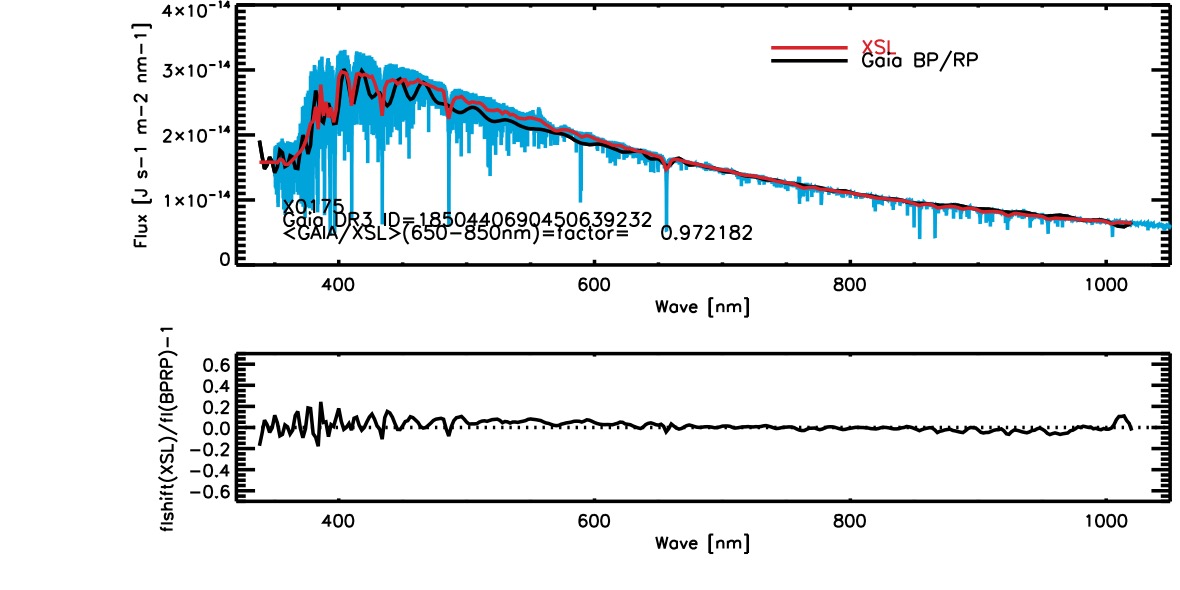 4×10−14
3×10−14
2×10−14
1×10−14
0
Flux [J s−1 m−2 nm−1]
XSL
Gaia BP/RP
X0175
Gaia DR3 ID=1850440690450639232
<GAIA/XSL>(650−850nm)=factor= 0.972182
400 600 800 1000
Wave [nm]
flshift(XSL)/fl(BPRP)−1
0.6
0.4
0.2
0.0
−0.2
−0.4
−0.6
400 600 800 1000
Wave [nm]